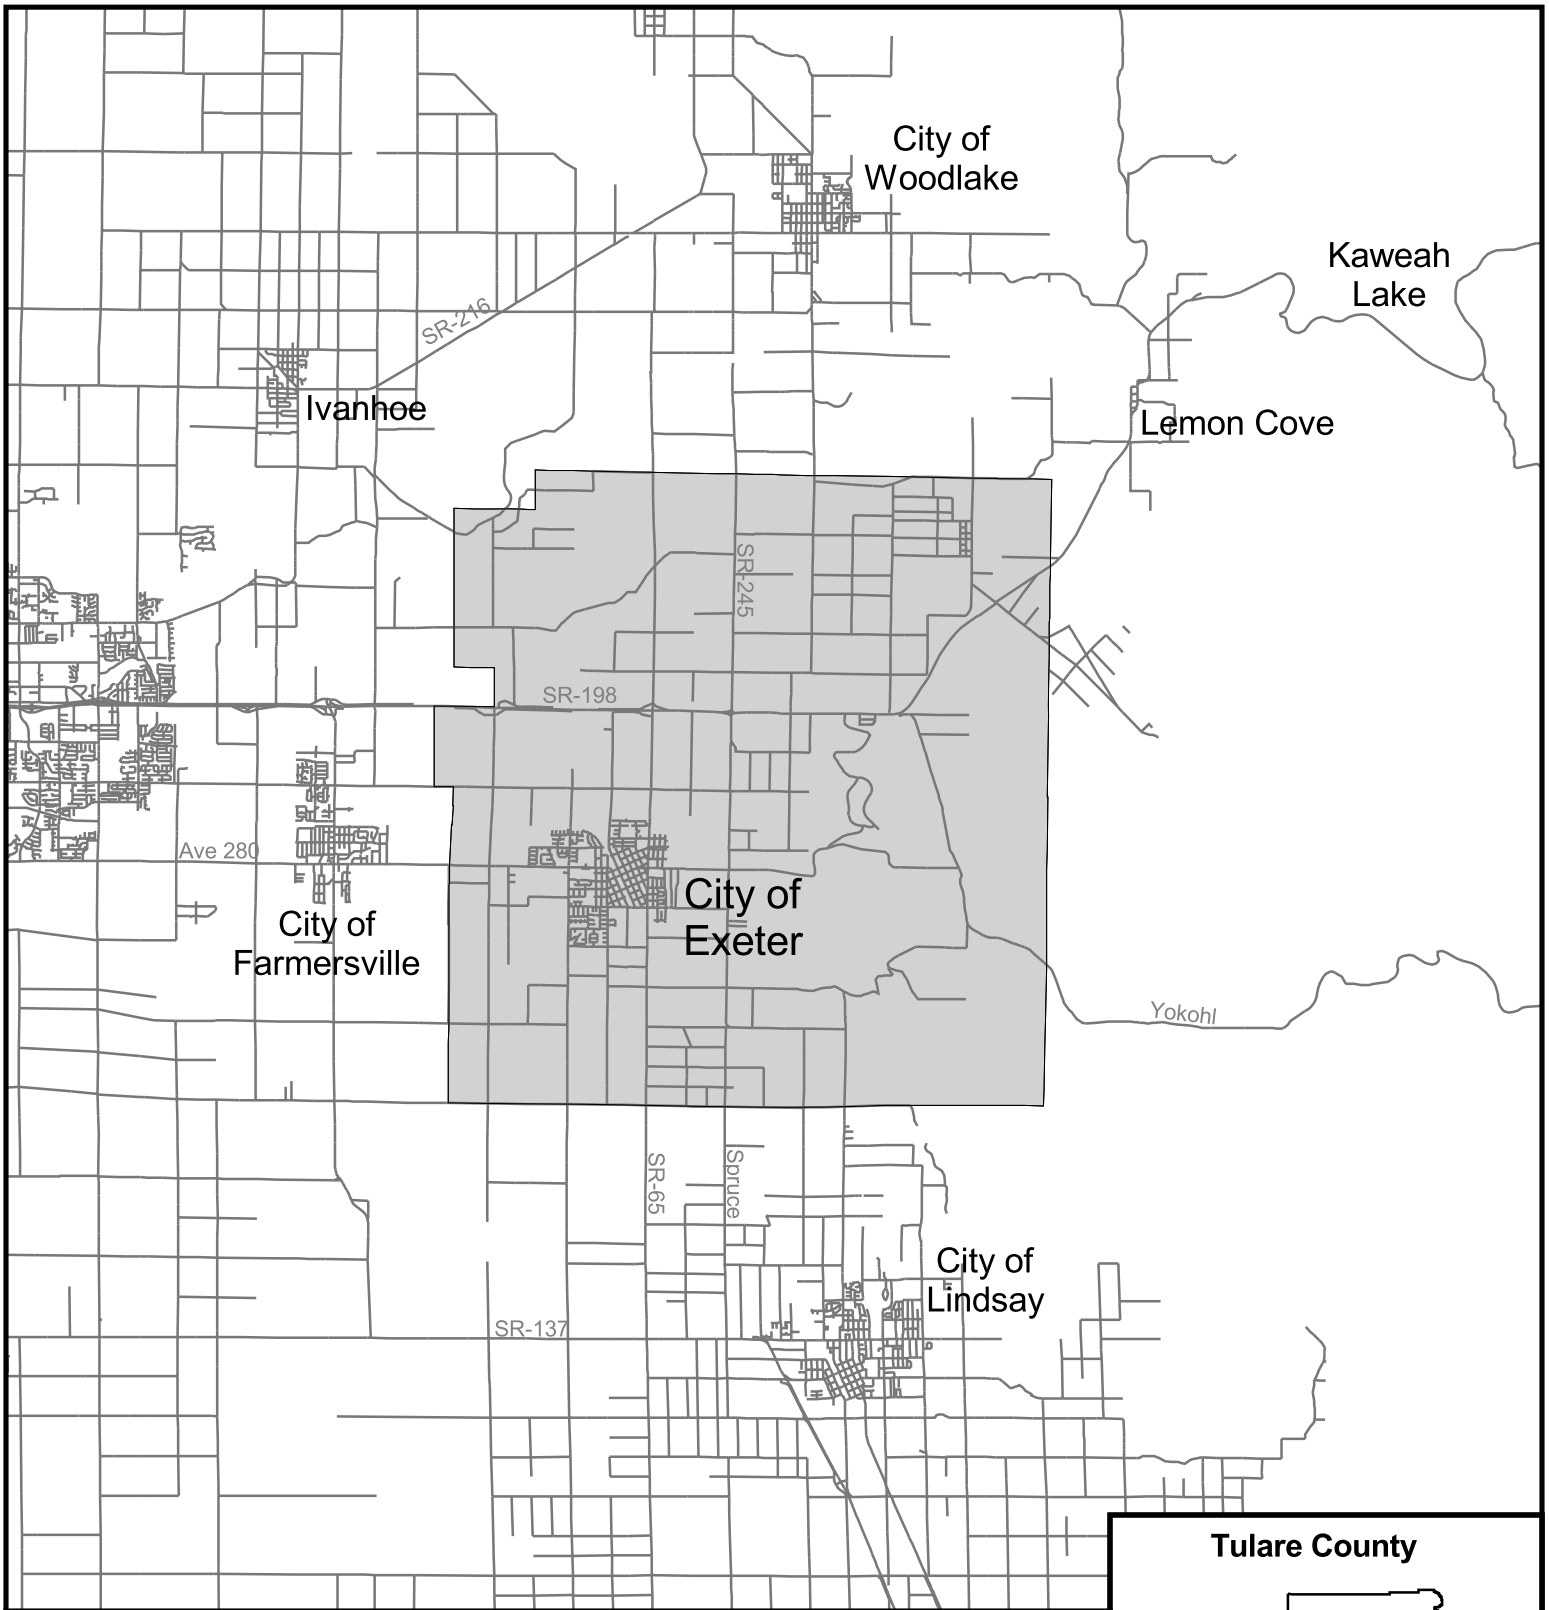 City of
Woodlake
Kaweah
Lake
SR-216
Ivanhoe
Lemon Cove
SR-245
SR-198
Ave 280
City of
Exeter
City of
Farmersville
Yokohl
SR-65
Spruce
City of
Lindsay
SR-137
Tulare County